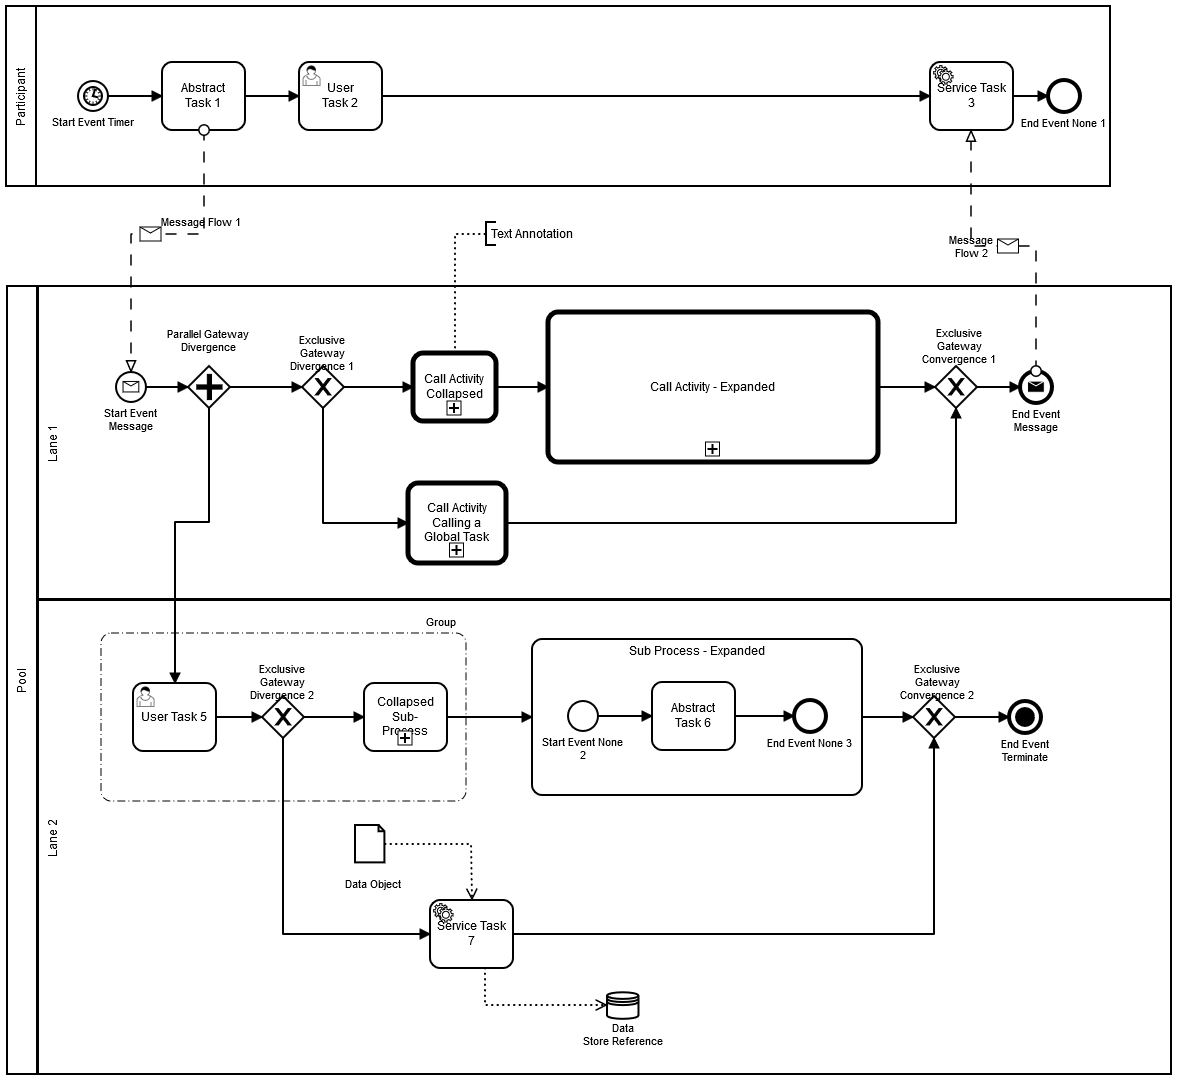 Participant
Start Event Timer
Abstract
Task 1
User
Task 2
Service Task
3
End Event None 1
Message Flow 1
Text Annotation
Message
Flow 2
Pool
Lane 1
Start Event
Message
Parallel Gateway
Divergence
Exclusive
Gateway
Divergence 1
Call Activity
Collapsed
Call Activity - Expanded
Exclusive
Gateway
Convergence 1
End Event
Message
Call Activity
Calling a
Global Task
Lane 2
Group
User Task 5
Exclusive
Gateway
Divergence 2
Collapsed
Sub-
Process
Sub Process - Expanded
Start Event None
2
Abstract
Task 6
End Event None 3
Exclusive
Gateway
Convergence 2
End Event
Terminate
Data Object
Service Task
7
Data
Store Reference